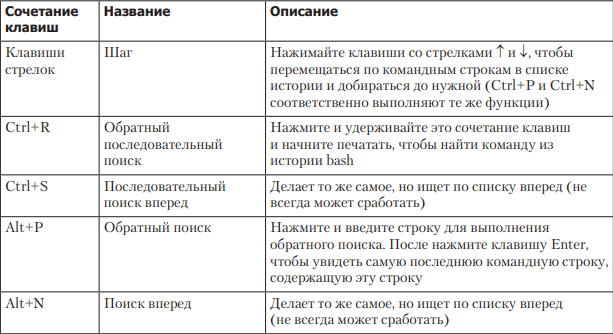 Сочетание клавиш
Название
Описание
Клавиши стрелок
Шаг
Нажимайте клавиши со стрелками ↑ и ↓, чтобы
перемещаться по командным строкам в списке
истории и добираться до нужной (Ctrl+P и Ctrl+N
соответственно выполняют те же функции)
Ctrl+R
Обратный
последовательный
поиск
Нажмите и удерживайте это сочетание клавиш
и начните печатать, чтобы найти команду из
истории bash
Ctrl+S
Последовательный
поиск вперед
Делает то же самое, но ищет по списку вперед (не
всегда может сработать)
Alt+P
Обратный поиск
Нажмите и введите строку для выполнения
обратного поиска. После нажмите клавишу Enter,
чтобы увидеть самую последнюю командную строку,
содержащую эту строку
Alt+N
Поиск вперед
Делает то же самое, но ищет по списку вперед
(не всегда может сработать)